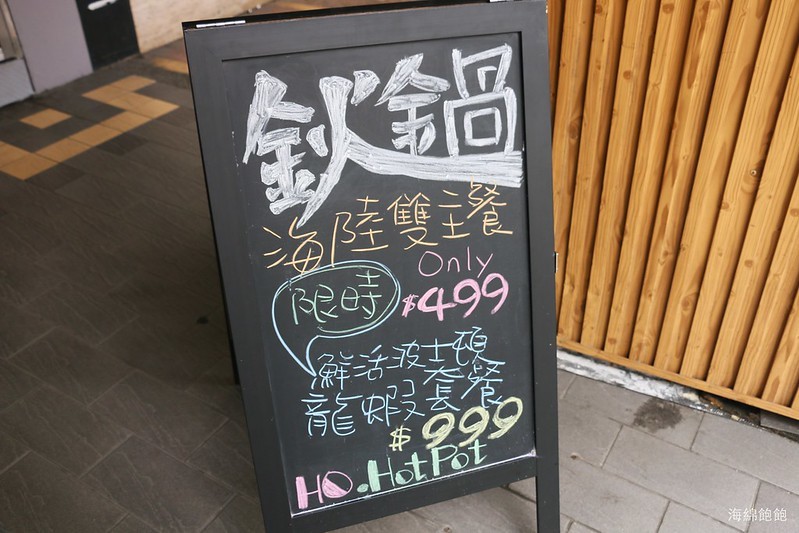 鈥鍋
海陸雙主餐
Only
限時
$499
鮮活波士頓
龍蝦套餐
$999
HO.HotPot
海綿飽飽